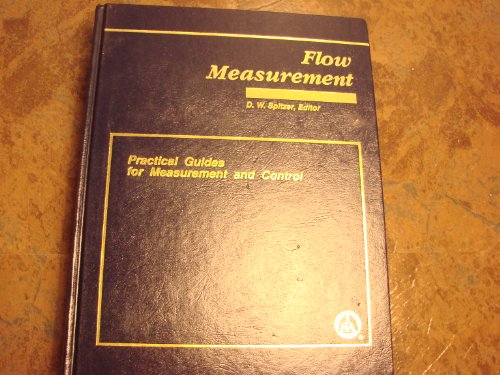 Flow
Measurement
D. W. Spitzer, Editor
Practical Guides
for Measurement and Control
®